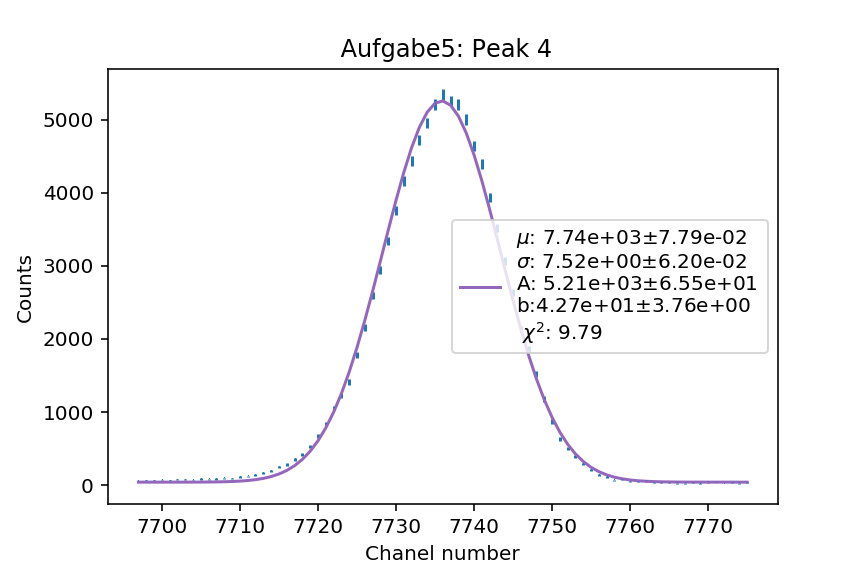 Aufgabe5: Peak 4
5000
4000
3000
2000
1000
0
Counts
μ: 7.74e+03±7.79e-02
σ: 7.52e+00±6.20e-02
A: 5.21e+03±6.55e+01
b:4.27e+01±3.76e+00
χ²: 9.79
7700 7710 7720 7730 7740 7750 7760 7770
Chanel number